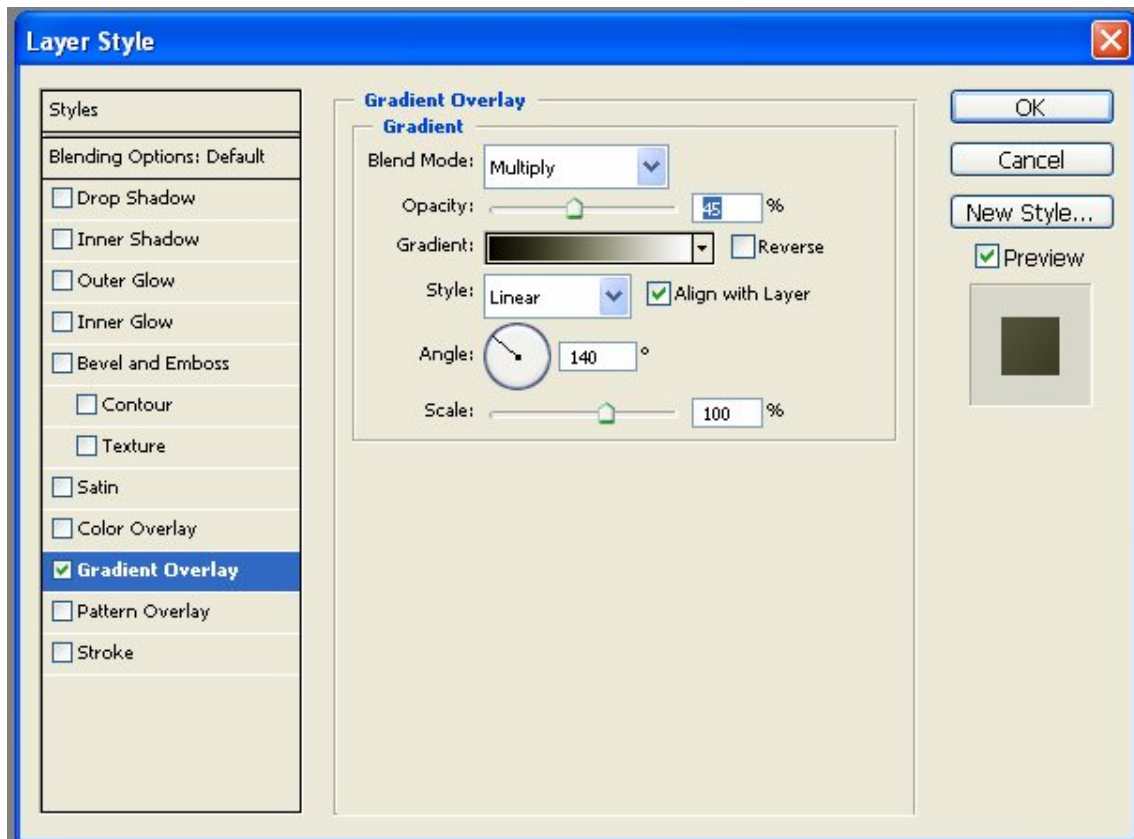 Layer Style
Styles
Blending Options: Default
Drop Shadow
Inner Shadow
Outer Glow
Inner Glow
Bevel and Emboss
Contour
Texture
Satin
Color Overlay
Gradient Overlay
Pattern Overlay
Stroke
Gradient Overlay
Gradient
Blend Mode: Multiply
Opacity: 45 %
Gradient: Reverse
Style: Linear Align with Layer
Angle: 140 °
Scale: 100 %
OK
Cancel
New Style...
Preview